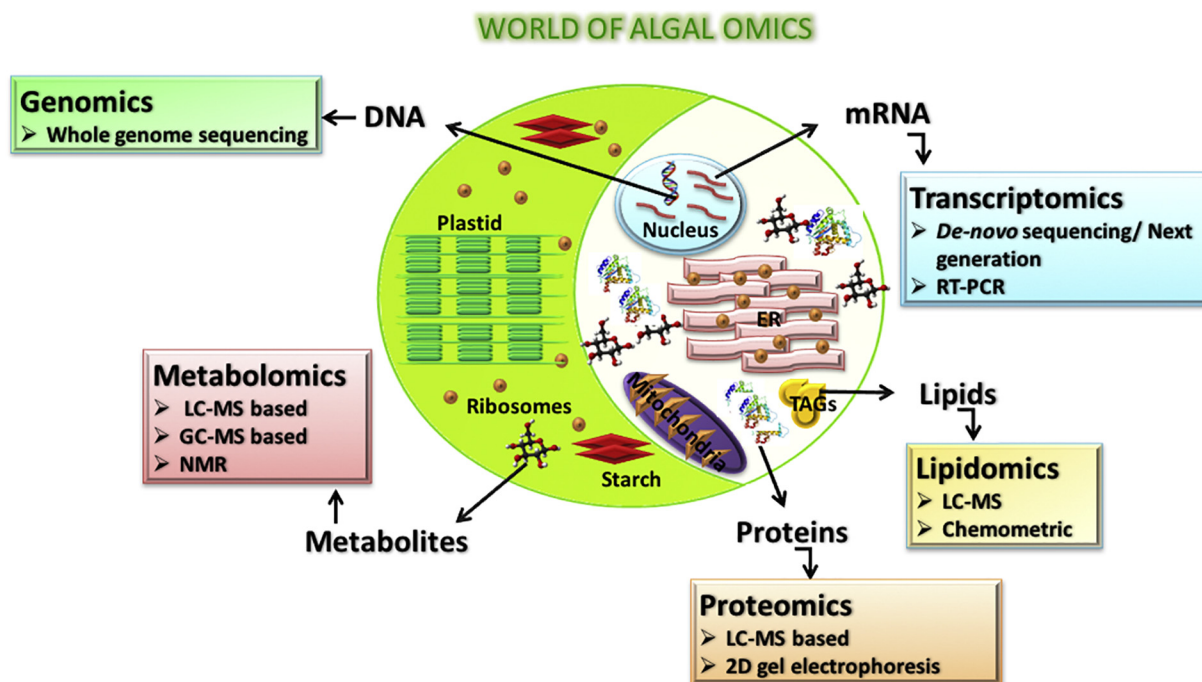 WORLD OF ALGAL OMICS
Genomics
➢ Whole genome sequencing
DNA
mRNA
Transcriptomics
➢ De-novo sequencing/ Next
generation
➢ RT-PCR
Nucleus
Plastid
ER
Metabolomics
➢ LC-MS based
➢ GC-MS based
➢ NMR
Ribosomes
Mitochondria
TAGs
Lipids
Starch
Lipidomics
➢ LC-MS
➢ Chemometric
Metabolites
Proteins
Proteomics
➢ LC-MS based
➢ 2D gel electrophoresis